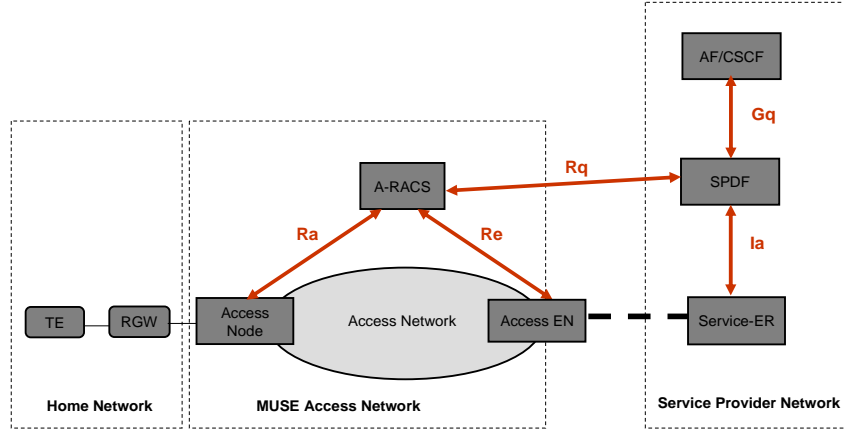 AF/CSCF
Gq
Rq
A-RACS
SPDF
Ra
Re
Ia
TE
RGW
Access
Node
Access Network
Access EN
Service-ER
Home Network
MUSE Access Network
Service Provider Network